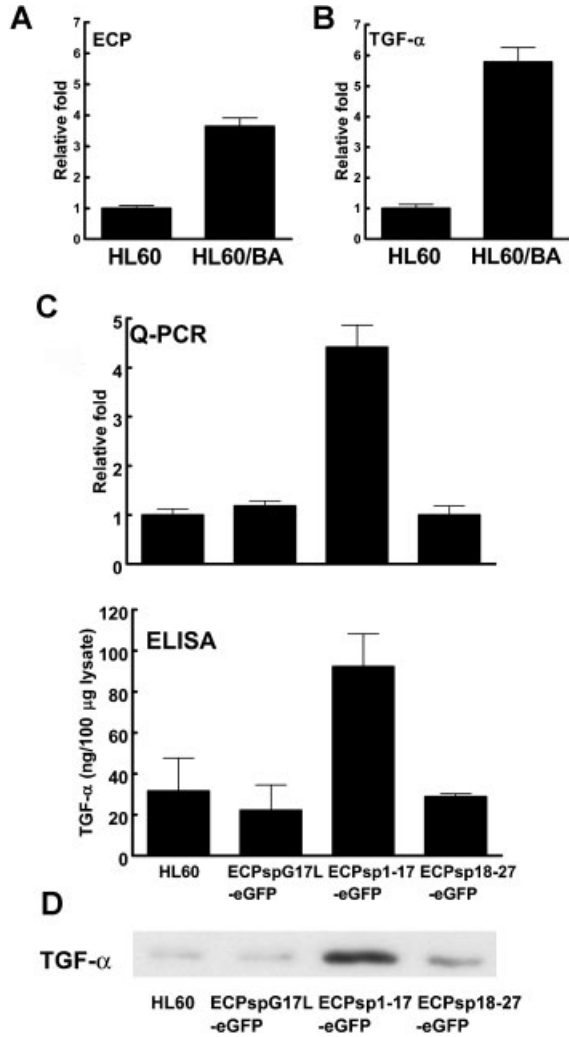 A
ECP
Relative fold
7
6
5
4
3
2
1
0
HL60 HL60/BA
B
TGF-α
Relative fold
7
6
5
4
3
2
1
0
HL60 HL60/BA
C
Q-PCR
Relative fold
5
4
3
2
1
0
ELISA
TGF-α (ng/100 µg lysate)
120
100
80
60
40
20
0
HL60 ECPspG17L ECPsp1-17 ECPsp18-27
-eGFP -eGFP -eGFP
D
TGF-α
HL60 ECPspG17L ECPsp1-17 ECPsp18-27
-eGFP -eGFP -eGFP